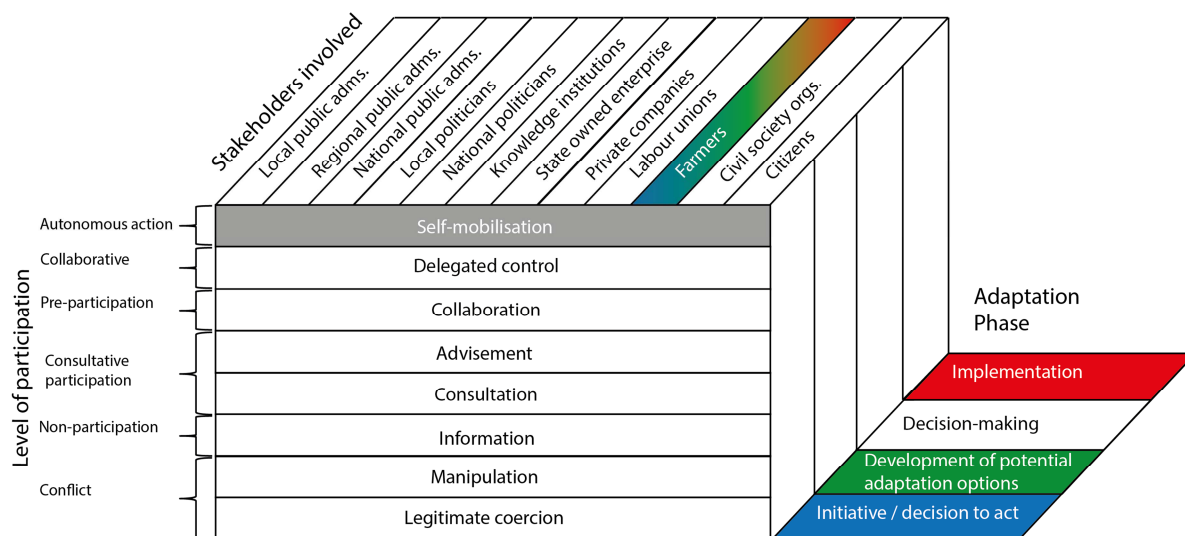 Stakeholders involved
Local public adms.
Regional public adms.
National public adms.
Local politicians
National politicians
Knowledge institutions
State owned enterprise
Private companies
Labour unions
Farmers
Civil society orgs.
Citizens
Level of participation
Autonomous action
Self-mobilisation
Collaborative
Delegated control
Pre-participation
Collaboration
Consultative
participation
Advisement
Consultation
Non-participation
Information
Conflict
Manipulation
Legitimate coercion
Adaptation
Phase
Implementation
Decision-making
Development of potential
adaptation options
Initiative / decision to act